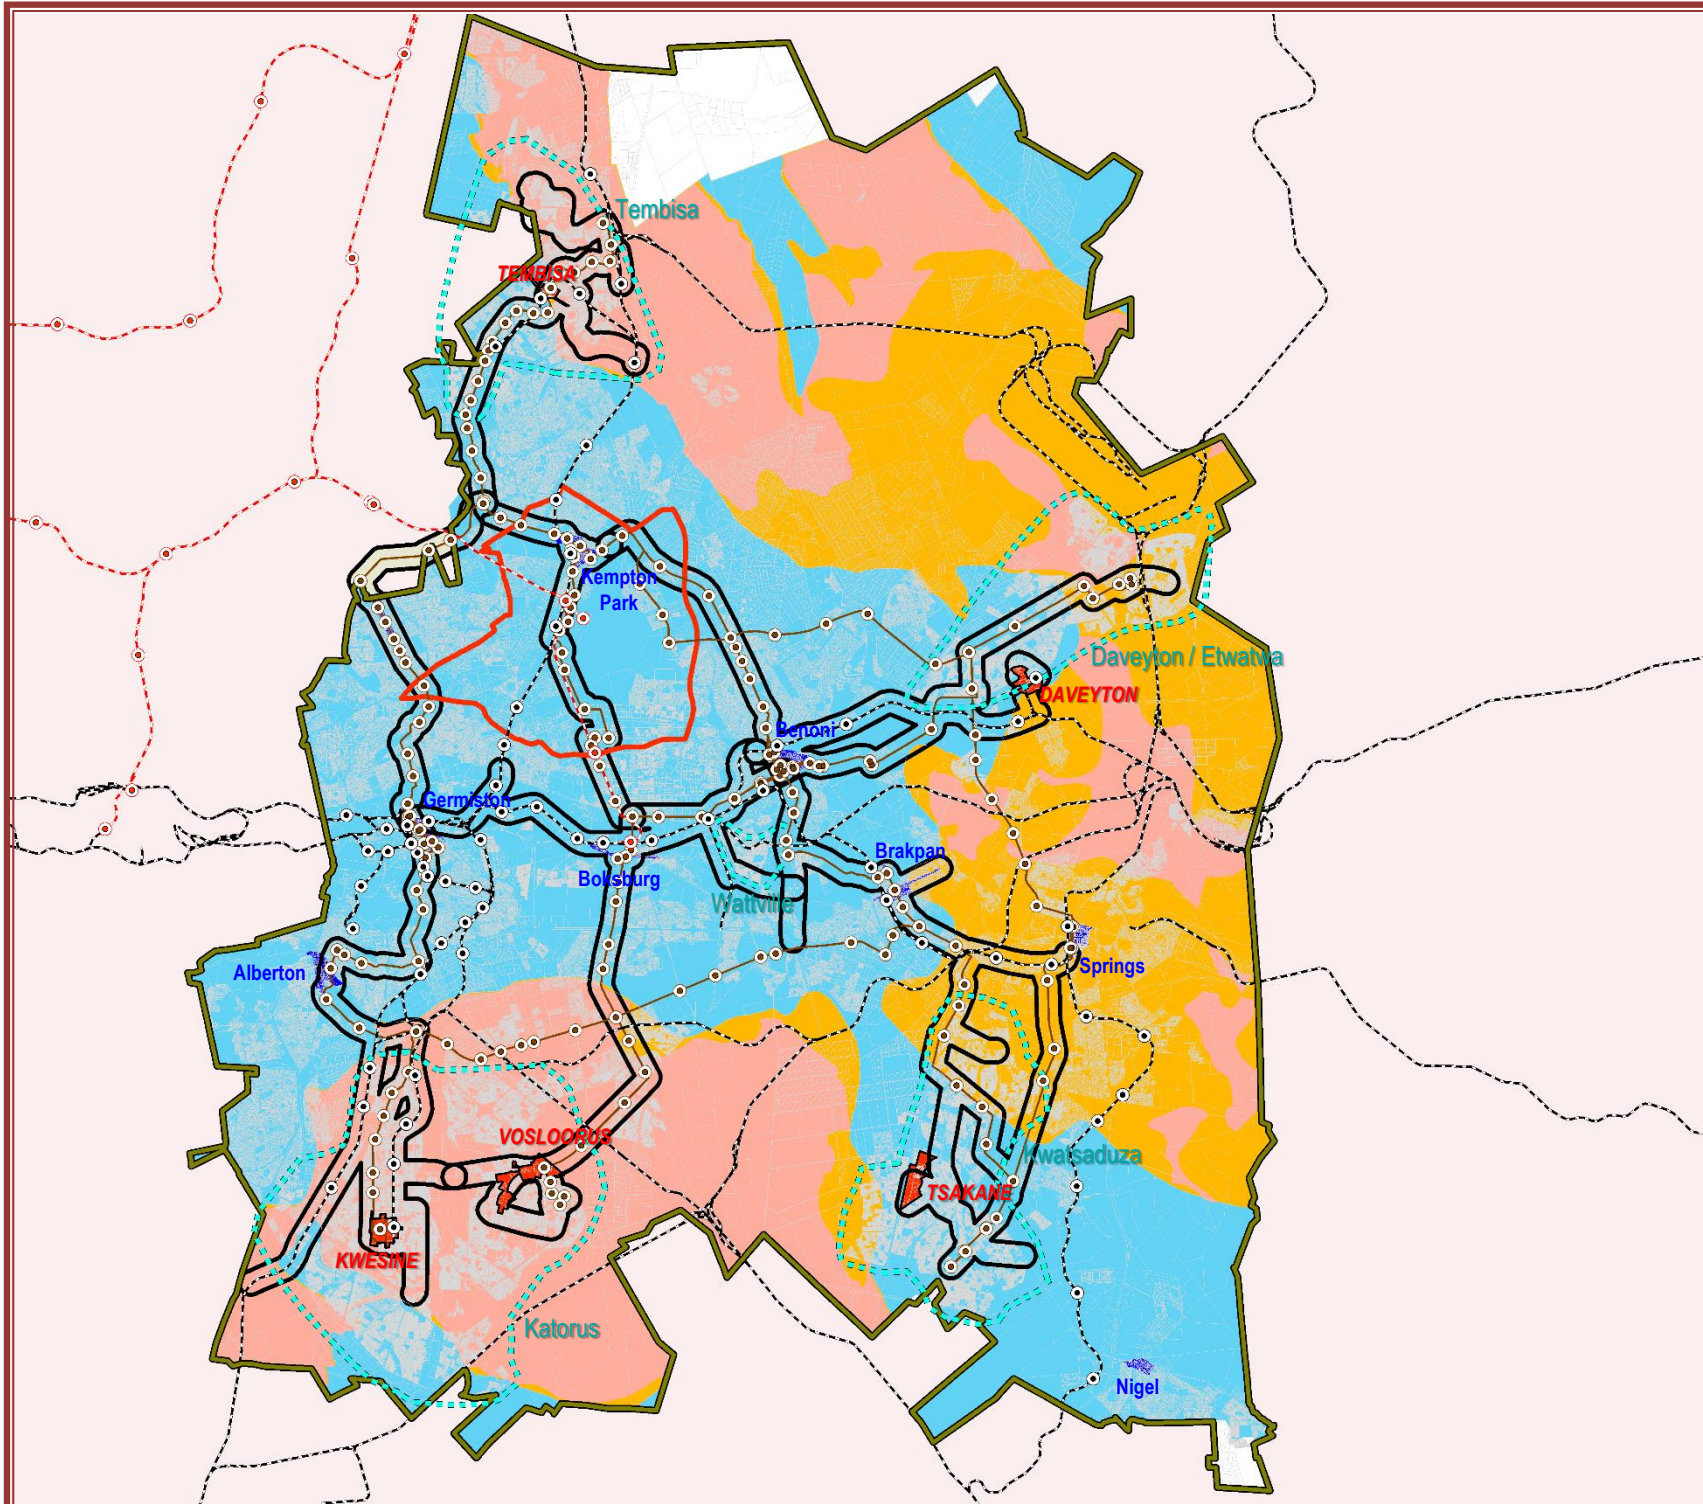 Tembisa
TEMBISA
Kempton
Park
Daveyton / Etwatwa
DAVEYTON
Benoni
Germiston
Brakpan
Boksburg
Wattville
Alberton
Springs
VOSLOORUS
Kwatsaduza
TSAKANE
KWESINE
Katorus
Nigel